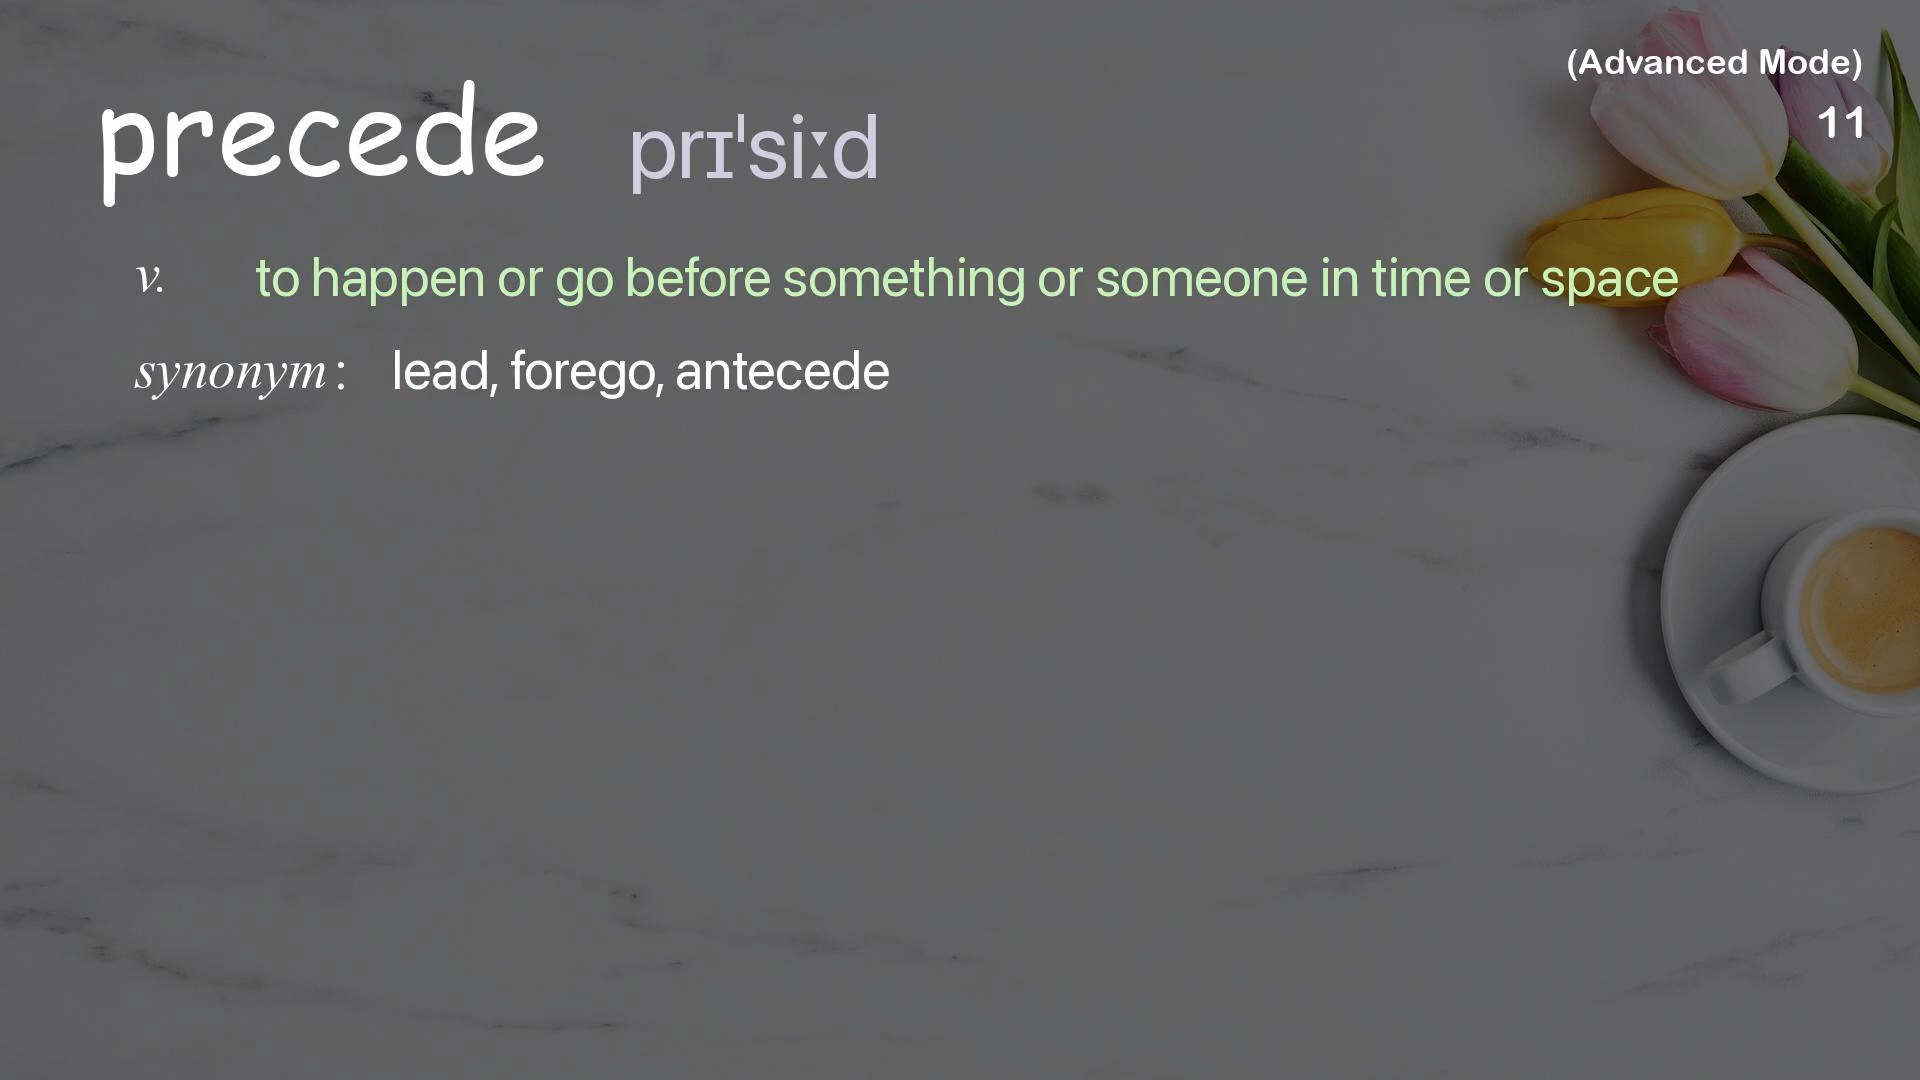 (Advanced Mode)
precede prɪˈsiːd
11
v. to happen or go before something or someone in time or space
synonym : lead, forego, antecede